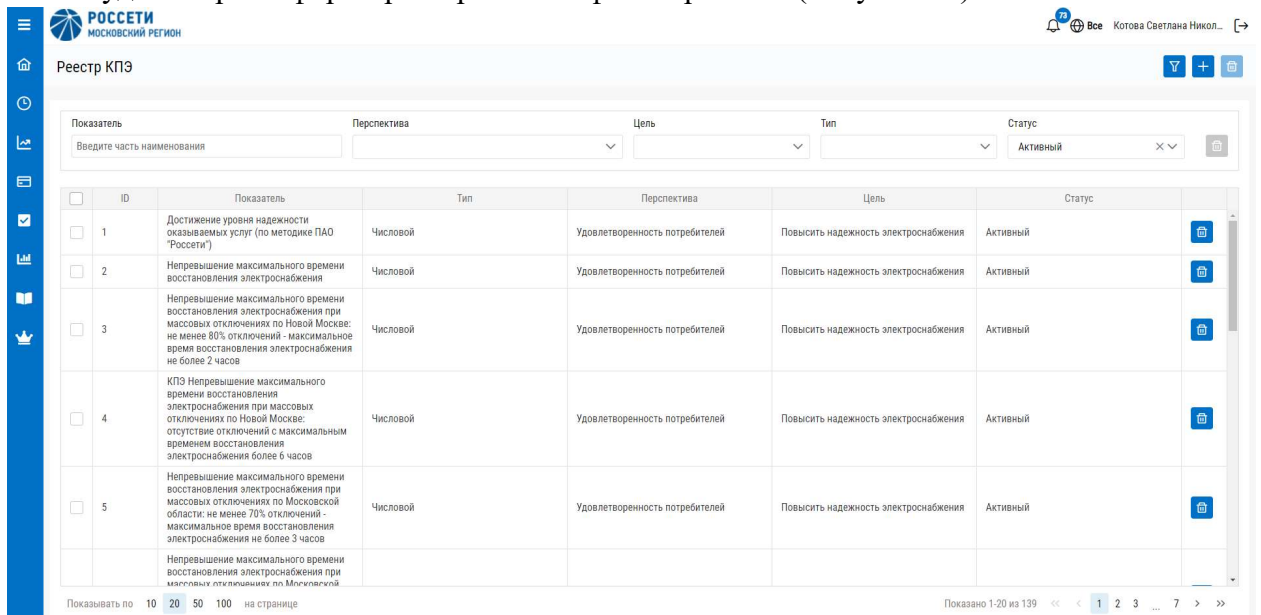 РОССЕТИ
МОСКОВСКИЙ РЕГИОН
73
Все
Котова Светлана Никол...
Реестр КПЭ
Показатель
Перспектива
Цель
Тип
Статус
Введите часть наименования
Активный
ID
Показатель
Тип
Перспектива
Цель
Статус
1
Достижение уровня надежности
оказываемых услуг (по методике ПАО
"Россети")
Числовой
Удовлетворенность потребителей
Повысить надежность электроснабжения
Активный
2
Непревышение максимального времени
восстановления электроснабжения
Числовой
Удовлетворенность потребителей
Повысить надежность электроснабжения
Активный
3
Непревышение максимального времени
восстановления электроснабжения при
массовых отключениях по Новой Москве:
не менее 80% отключений - максимальное
время восстановления электроснабжения
не более 2 часов
Числовой
Удовлетворенность потребителей
Повысить надежность электроснабжения
Активный
4
КПЭ Непревышение максимального
времени восстановления
электроснабжения при массовых
отключениях по Новой Москве:
отсутствие отключений с максимальным
временем восстановления
электроснабжения более 6 часов
Числовой
Удовлетворенность потребителей
Повысить надежность электроснабжения
Активный
5
Непревышение максимального времени
восстановления электроснабжения при
массовых отключениях по Московской
области: не менее 70% отключений -
максимальное время восстановления
электроснабжения не более 3 часов
Числовой
Удовлетворенность потребителей
Повысить надежность электроснабжения
Активный
Непревышение максимального времени
восстановления электроснабжения при
массовых отключениях по Московской
Показывать по 10 20 50 100 на странице
Показано 1-20 из 139 << < 1 2 3 ... 7 > >>